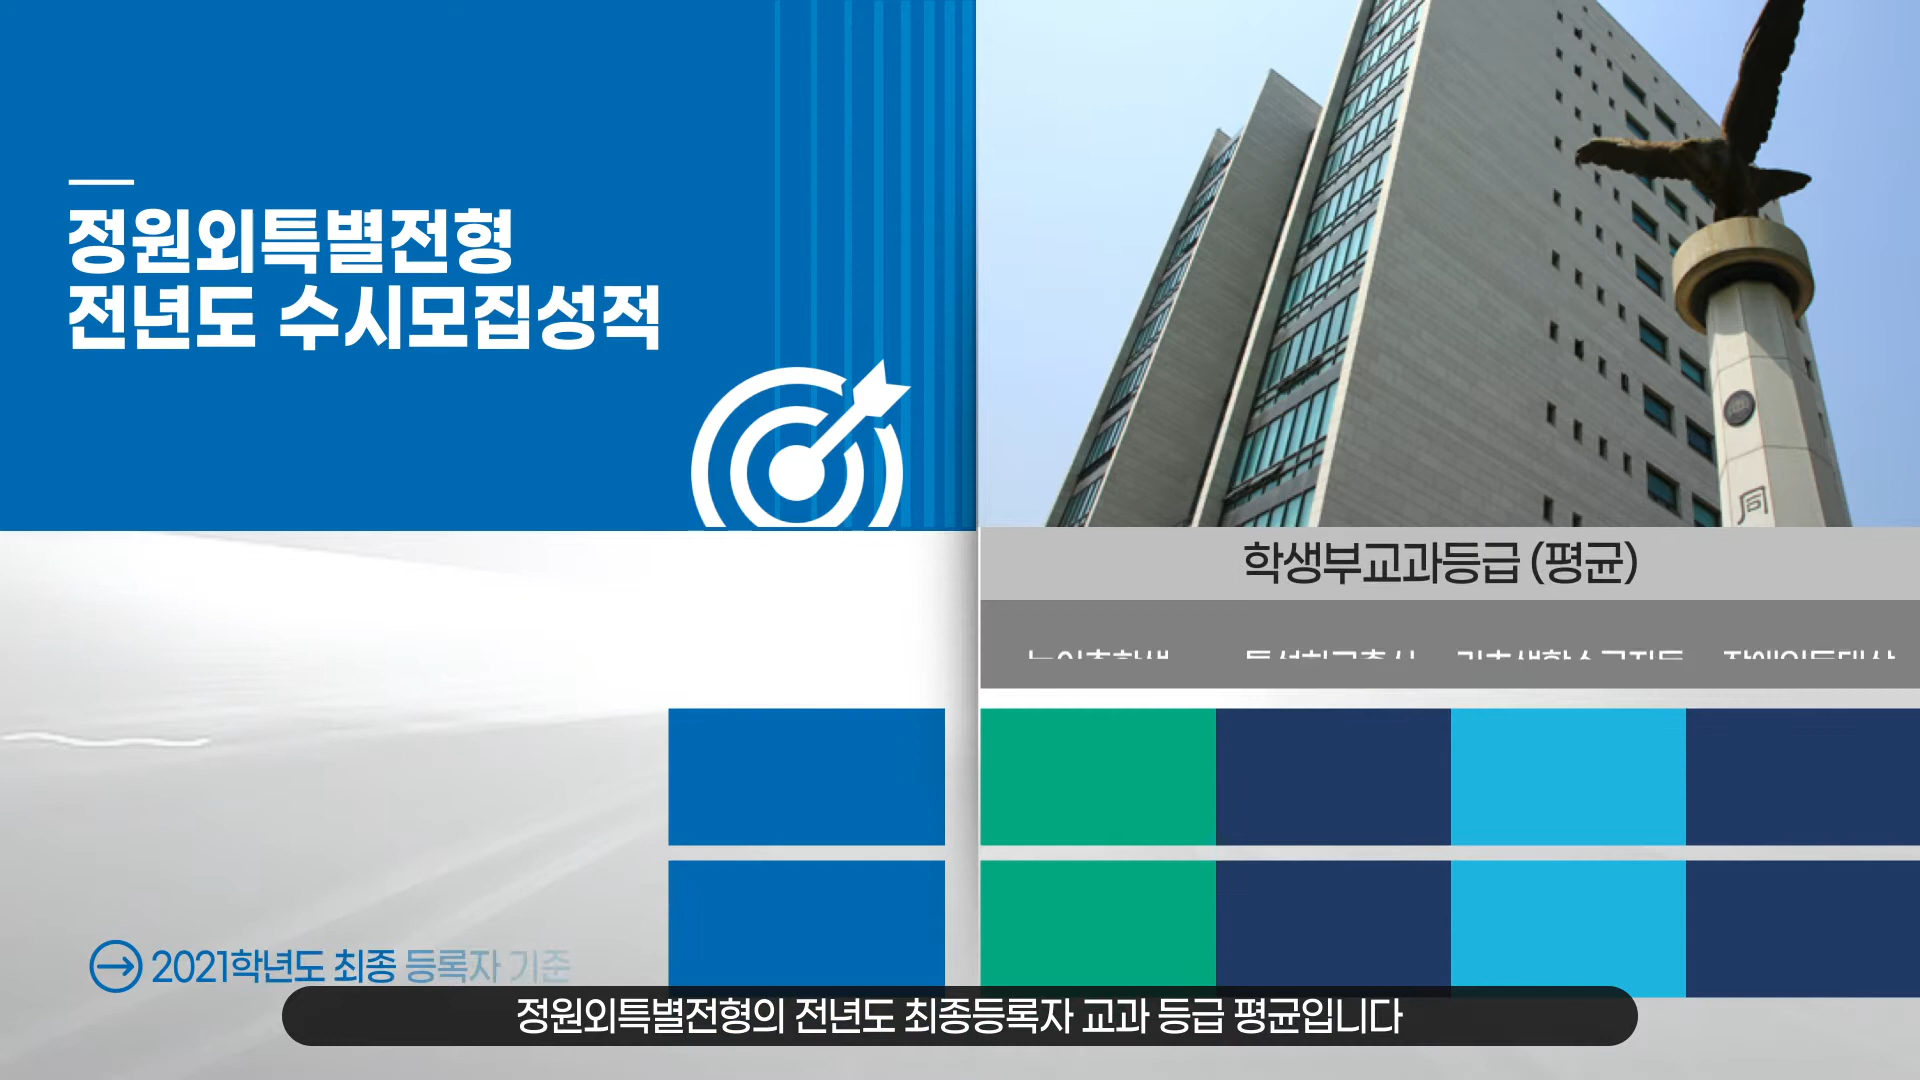 정원외특별전형
전년도 수시모집성적
학생부교과등급 (평균)
2021학년도 최종 등록자 기준
정원외특별전형의 전년도 최종등록자 교과 등급 평균입니다